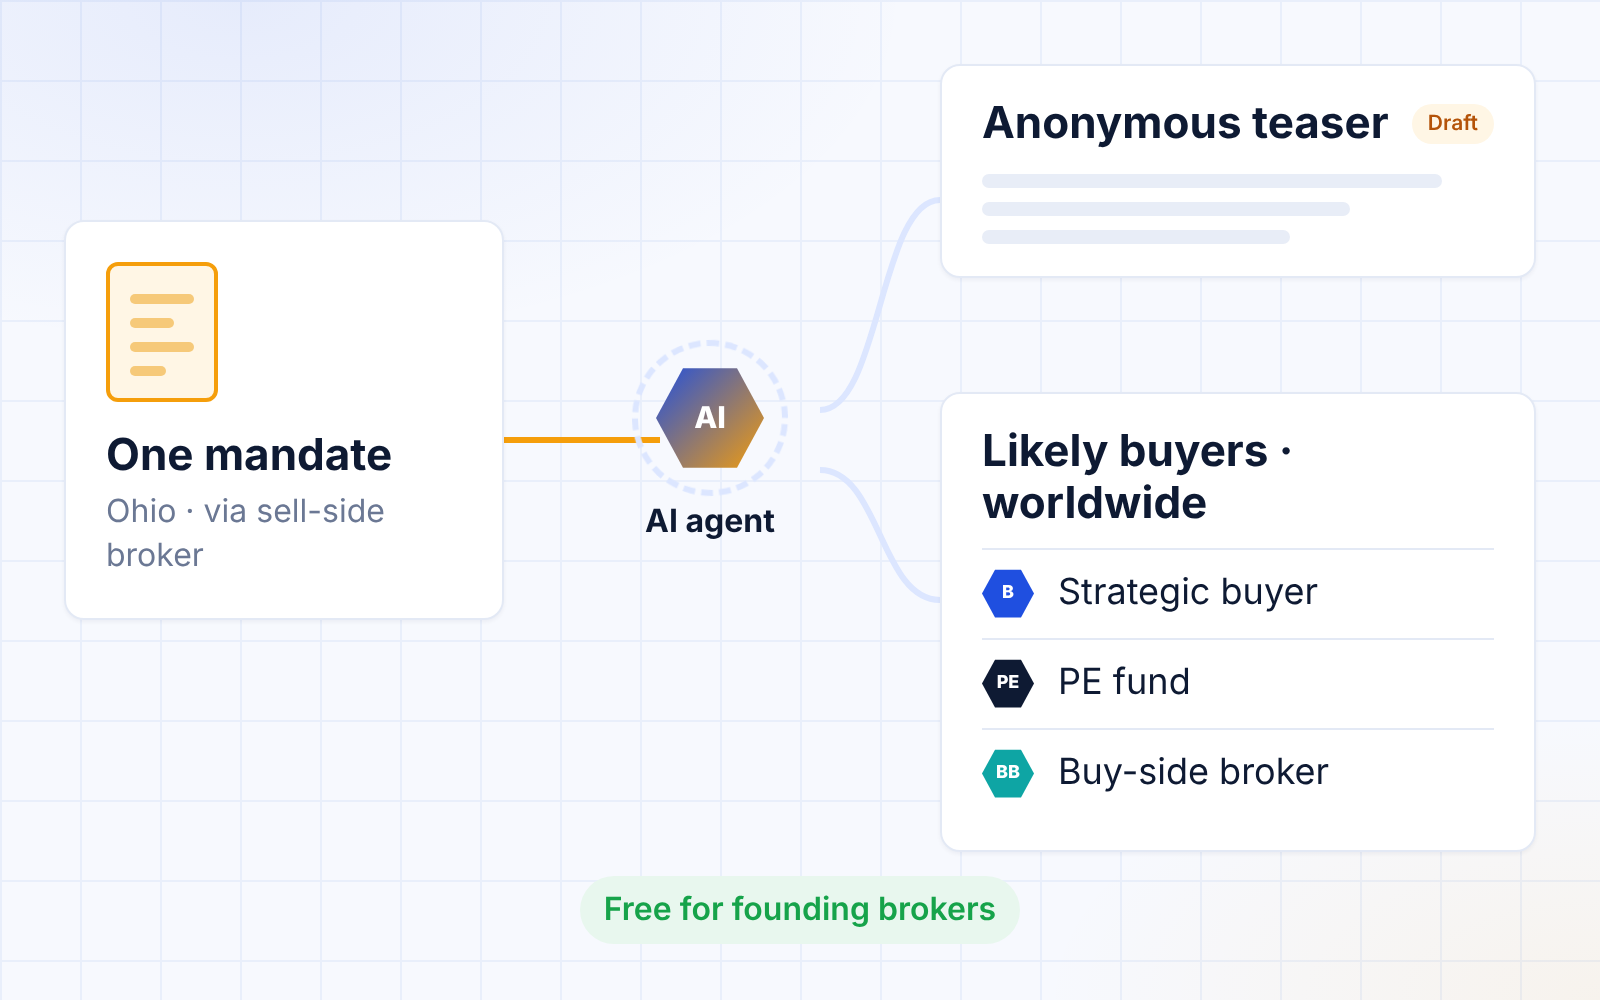 One mandate
Ohio · via sell-side
broker
AI
AI agent
Anonymous teaser
Draft
Likely buyers ·
worldwide
B Strategic buyer
PE PE fund
BB Buy-side broker
Free for founding brokers